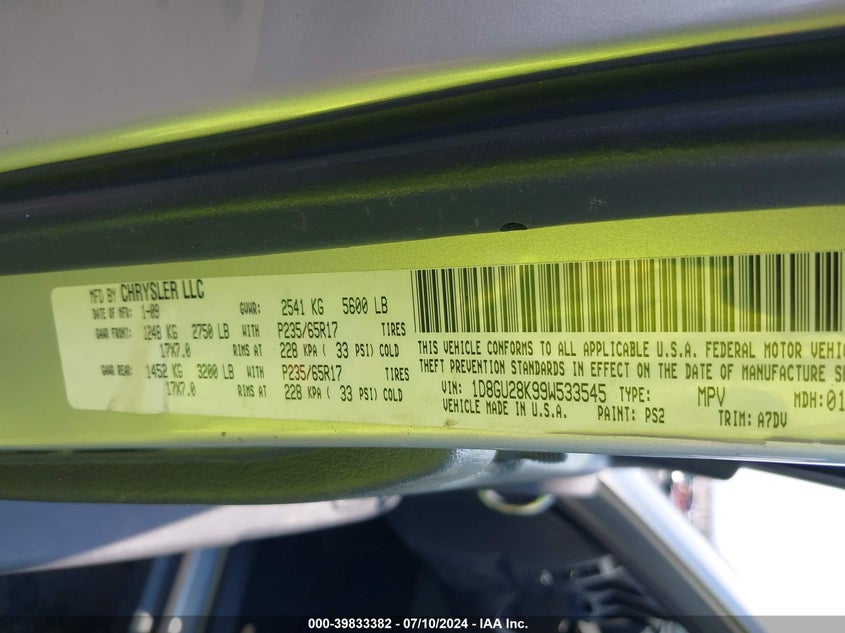 MFD BY CHRYSLER LLC
DATE OF MFR: 1-09 GVWR: 2541 KG 5600 LB
GAWR FRONT: 1248 KG 2750 LB WITH P235/65R17 TIRES
17X7.0 RIMS AT 228 KPA ( 33 PSI) COLD
GAWR REAR: 1452 KG 3200 LB WITH P235/65R17 TIRES
17X7.0 RIMS AT 228 KPA ( 33 PSI) COLD
THIS VEHICLE CONFORMS TO ALL APPLICABLE U.S.A. FEDERAL MOTOR VEHIC
THEFT PREVENTION STANDARDS IN EFFECT ON THE DATE OF MANUFACTURE S
VIN: 1D8GU28K99W533545 TYPE: MPV MDH: 01
VEHICLE MADE IN U.S.A. PAINT: PS2 TRIM: A7DV
000-39833382 - 07/10/2024 - IAA Inc.